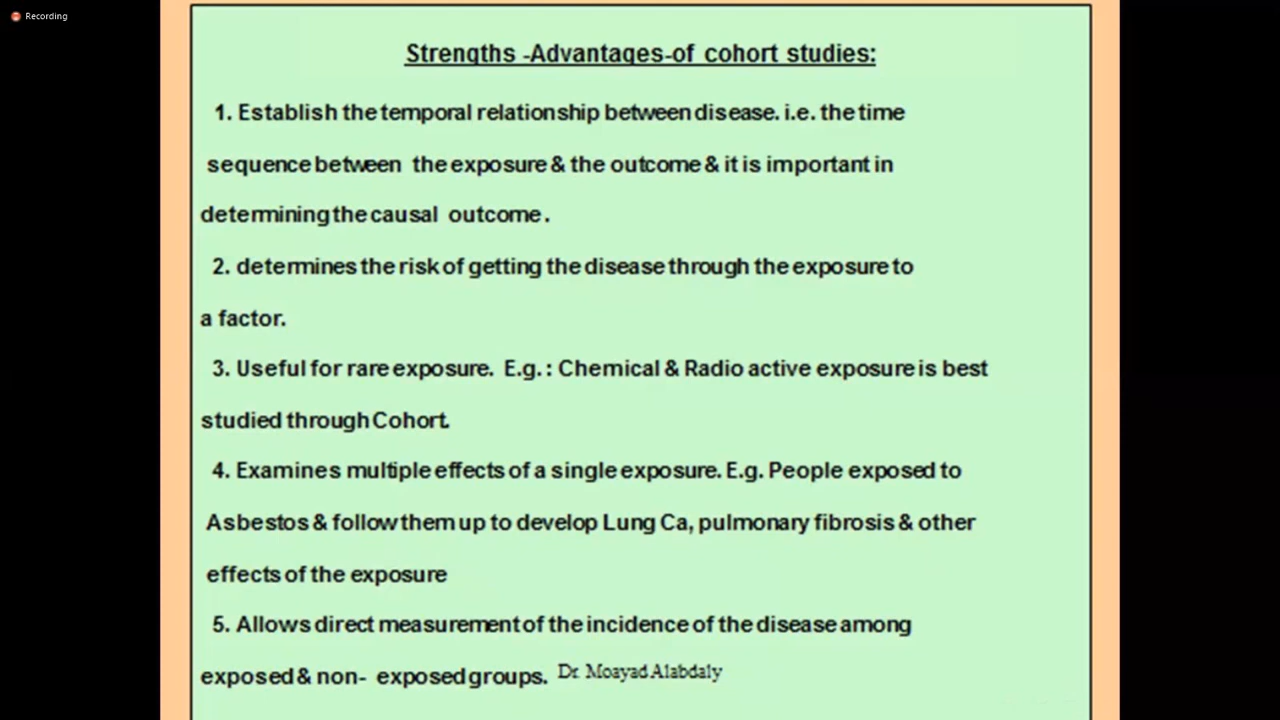 Recording
Strengths -Advantages-of cohort studies:
1. Establish the temporal relationship between disease. i.e. the time
sequence between the exposure & the outcome & it is important in
determining the causal outcome.
2. determines the risk of getting the disease through the exposure to
a factor.
3. Useful for rare exposure. E.g. : Chemical & Radio active exposure is best
studied through Cohort.
4. Examines multiple effects of a single exposure. E.g. People exposed to
Asbestos & follow them up to develop Lung Ca, pulmonary fibrosis & other
effects of the exposure
5. Allows direct measurement of the incidence of the disease among
exposed & non- exposed groups. Dr. Moayad Alabdaly